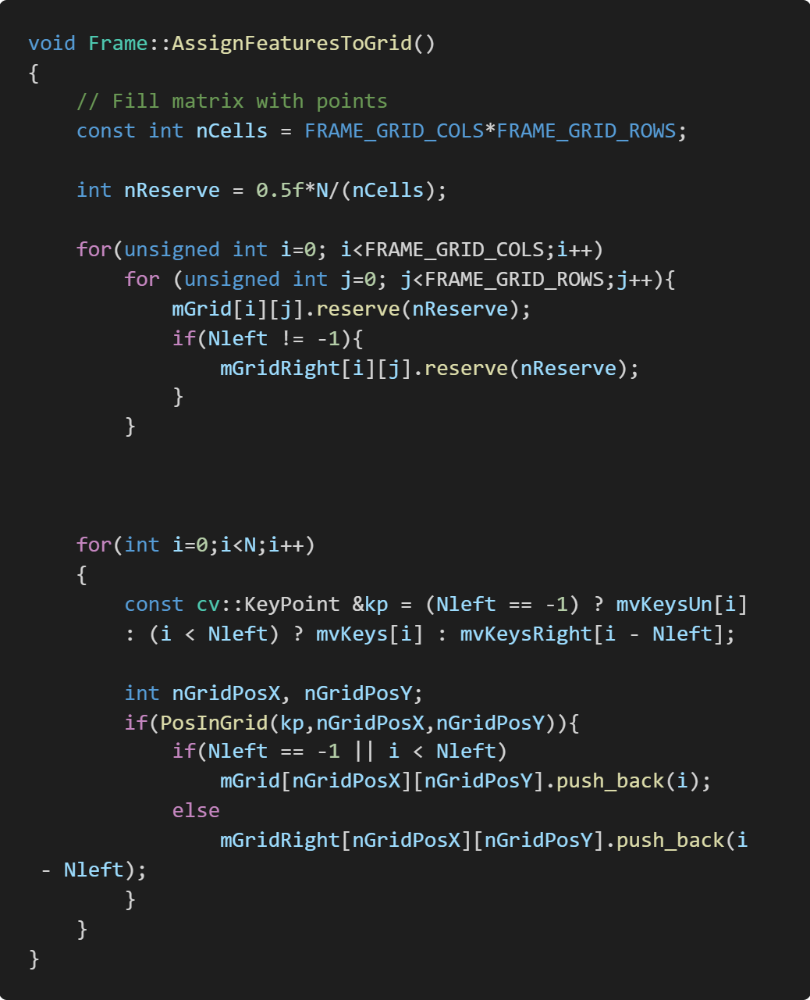 void Frame::AssignFeaturesToGrid()
{
    // Fill matrix with points
    const int nCells = FRAME_GRID_COLS*FRAME_GRID_ROWS;

    int nReserve = 0.5f*N/(nCells);

    for(unsigned int i=0; i<FRAME_GRID_COLS;i++)
        for (unsigned int j=0; j<FRAME_GRID_ROWS;j++){
            mGrid[i][j].reserve(nReserve);
            if(Nleft != -1){
                mGridRight[i][j].reserve(nReserve);
            }
        }



    for(int i=0;i<N;i++)
    {
        const cv::KeyPoint &kp = (Nleft == -1) ? mvKeysUn[i]
        : (i < Nleft) ? mvKeys[i] : mvKeysRight[i - Nleft];

        int nGridPosX, nGridPosY;
        if(PosInGrid(kp,nGridPosX,nGridPosY)){
            if(Nleft == -1 || i < Nleft)
                mGrid[nGridPosX][nGridPosY].push_back(i);
            else
                mGridRight[nGridPosX][nGridPosY].push_back(i
 - Nleft);
        }
    }
}